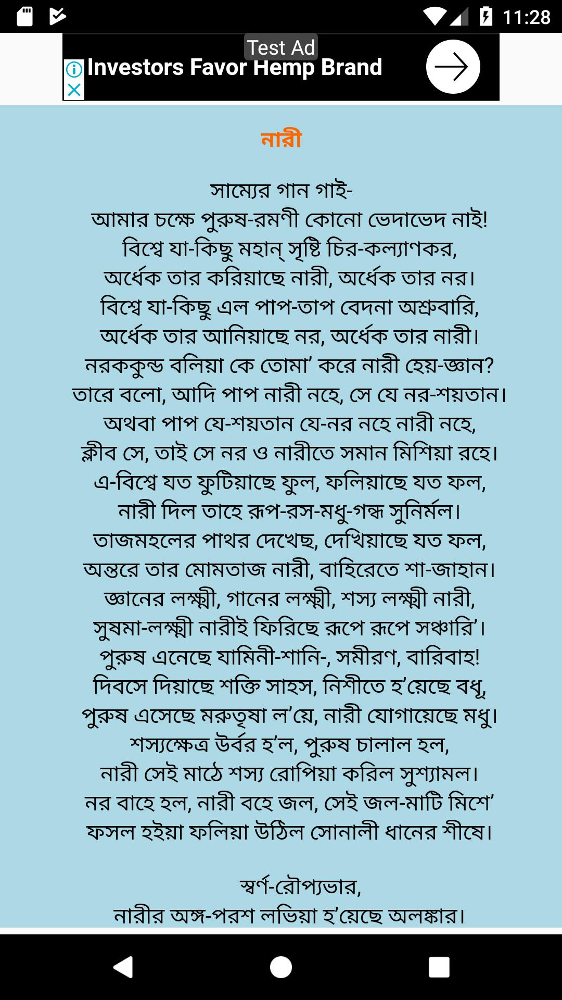 11:28
Test Ad
Investors Favor Hemp Brand
নারী
সাম্যের গান গাই-
আমার চক্ষে পুরুষ-রমণী কোনো ভেদাভেদ নাই!
বিশ্বে যা-কিছু মহান্ সৃষ্টি চির-কল্যাণকর,
অর্ধেক তার করিয়াছে নারী, অর্ধেক তার নর।
বিশ্বে যা-কিছু এল পাপ-তাপ বেদনা অশ্রুবারি,
অর্ধেক তার আনিয়াছে নর, অর্ধেক তার নারী।
নরককুন্ড বলিয়া কে তোমা’ করে নারী হেয়-জ্ঞান?
তারে বলো, আদি পাপ নারী নহে, সে যে নর-শয়তান।
অথবা পাপ যে-শয়তান যে-নর নহে নারী নহে,
ক্লীব সে, তাই সে নর ও নারীতে সমান মিশিয়া রহে।
এ-বিশ্বে যত ফুটিয়াছে ফুল, ফলিয়াছে যত ফল,
নারী দিল তাহে রূপ-রস-মধু-গন্ধ সুনির্মল।
তাজমহলের পাথর দেখেছ, দেখিয়াছে যত ফল,
অন্তরে তার মোমতাজ নারী, বাহিরেতে শা-জাহান।
জ্ঞানের লক্ষ্মী, গানের লক্ষ্মী, শস্য লক্ষ্মী নারী,
সুষমা-লক্ষ্মী নারীই ফিরিছে রূপে রূপে সঞ্চারি’।
পুরুষ এনেছে যামিনী-শানি-, সমীরণ, বারিবাহ!
দিবসে দিয়াছে শক্তি সাহস, নিশীতে হ’য়েছে বধূ,
পুরুষ এসেছে মরুতৃষা ল’য়ে, নারী যোগায়েছে মধু।
শস্যক্ষেত্র উর্বর হ’ল, পুরুষ চালাল হল,
নারী সেই মাঠে শস্য রোপিয়া করিল সুশ্যামল।
নর বাহে হল, নারী বহে জল, সেই জল-মাটি মিশে’
ফসল হইয়া ফলিয়া উঠিল সোনালী ধানের শীষে।
স্বর্ণ-রৌপ্যভার,
নারীর অঙ্গ-পরশ লভিয়া হ’য়েছে অলঙ্কার।